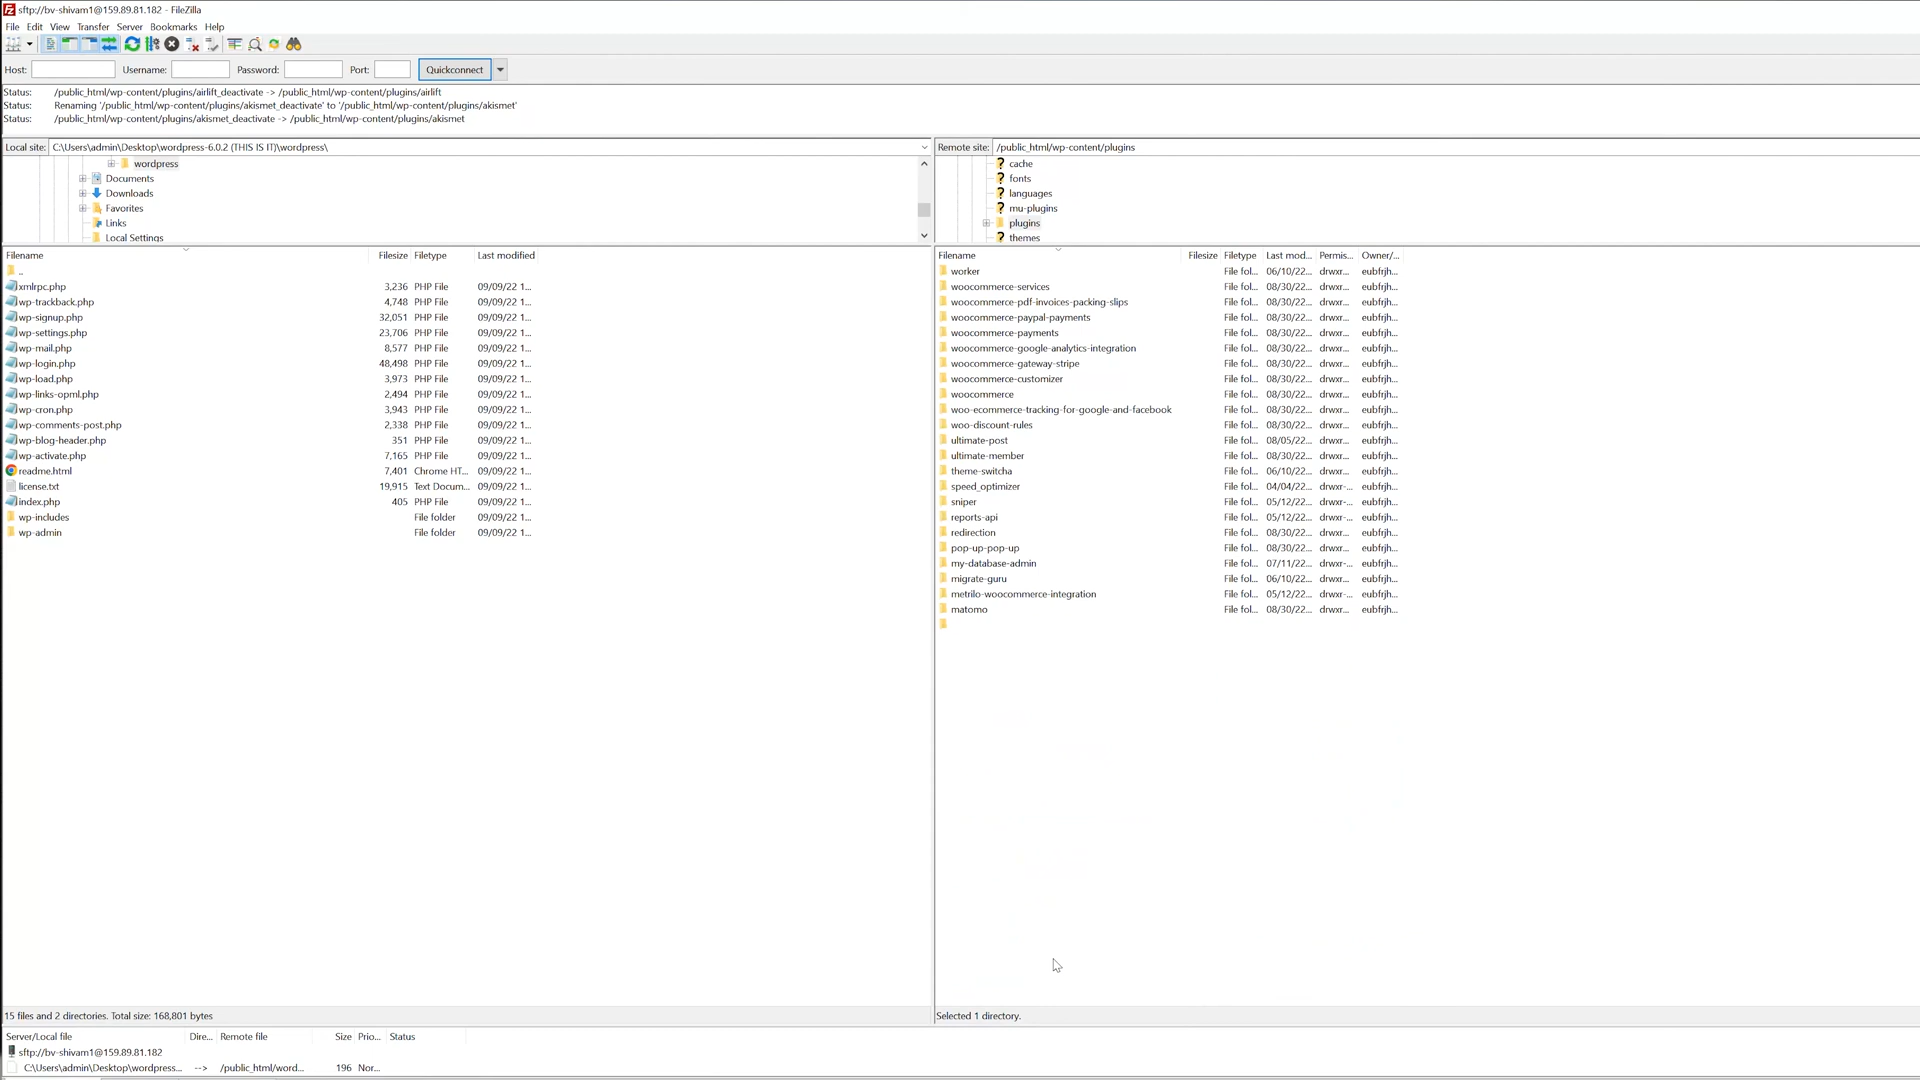 sftp://bv-shivam1@159.89.81.182 - FileZilla
File Edit View Transfer Server Bookmarks Help
Host: Username: Password: Port: Quickconnect
Status: /public_html/wp-content/plugins/airlift_deactivate -> /public_html/wp-content/plugins/airlift
Status: Renaming '/public_html/wp-content/plugins/akismet_deactivate' to '/public_html/wp-content/plugins/akismet'
Status: /public_html/wp-content/plugins/akismet_deactivate -> /public_html/wp-content/plugins/akismet
Local site: C:\Users\admin\Desktop\wordpress-6.0.2 (THIS IS IT)\wordpress\
wordpress
Documents
Downloads
Favorites
Links
Local Settings
Filename Filesize Filetype Last modified
..
xmlrpc.php 3,236 PHP File 09/09/22 1...
wp-trackback.php 4,748 PHP File 09/09/22 1...
wp-signup.php 32,051 PHP File 09/09/22 1...
wp-settings.php 23,706 PHP File 09/09/22 1...
wp-mail.php 8,577 PHP File 09/09/22 1...
wp-login.php 48,498 PHP File 09/09/22 1...
wp-load.php 3,973 PHP File 09/09/22 1...
wp-links-opml.php 2,494 PHP File 09/09/22 1...
wp-cron.php 3,943 PHP File 09/09/22 1...
wp-comments-post.php 2,338 PHP File 09/09/22 1...
wp-blog-header.php 351 PHP File 09/09/22 1...
wp-activate.php 7,165 PHP File 09/09/22 1...
readme.html 7,401 Chrome HT... 09/09/22 1...
license.txt 19,915 Text Docum... 09/09/22 1...
index.php 405 PHP File 09/09/22 1...
wp-includes File folder 09/09/22 1...
wp-admin File folder 09/09/22 1...
15 files and 2 directories. Total size: 168,801 bytes
Remote site: /public_html/wp-content/plugins
cache
fonts
languages
mu-plugins
plugins
themes
Filename Filesize Filetype Last mod... Permis... Owner/...
worker File fol... 06/10/22... drwxr... eubfrjh...
woocommerce-services File fol... 08/30/22... drwxr... eubfrjh...
woocommerce-pdf-invoices-packing-slips File fol... 08/30/22... drwxr... eubfrjh...
woocommerce-paypal-payments File fol... 08/30/22... drwxr... eubfrjh...
woocommerce-payments File fol... 08/30/22... drwxr... eubfrjh...
woocommerce-google-analytics-integration File fol... 08/30/22... drwxr... eubfrjh...
woocommerce-gateway-stripe File fol... 08/30/22... drwxr... eubfrjh...
woocommerce-customizer File fol... 08/30/22... drwxr... eubfrjh...
woocommerce File fol... 08/30/22... drwxr... eubfrjh...
woo-ecommerce-tracking-for-google-and-facebook File fol... 08/30/22... drwxr... eubfrjh...
woo-discount-rules File fol... 08/30/22... drwxr... eubfrjh...
ultimate-post File fol... 08/05/22... drwxr... eubfrjh...
ultimate-member File fol... 08/30/22... drwxr... eubfrjh...
theme-switcha File fol... 06/10/22... drwxr... eubfrjh...
speed_optimizer File fol... 04/04/22... drwxr-... eubfrjh...
sniper File fol... 05/12/22... drwxr-... eubfrjh...
reports-api File fol... 05/12/22... drwxr-... eubfrjh...
redirection File fol... 08/30/22... drwxr... eubfrjh...
pop-up-pop-up File fol... 08/30/22... drwxr... eubfrjh...
my-database-admin File fol... 07/11/22... drwxr-... eubfrjh...
migrate-guru File fol... 06/10/22... drwxr... eubfrjh...
metrilo-woocommerce-integration File fol... 05/12/22... drwxr-... eubfrjh...
matomo File fol... 08/30/22... drwxr... eubfrjh...
Selected 1 directory.
Server/Local file Dire... Remote file Size Prio... Status
sftp://bv-shivam1@159.89.81.182
C:\Users\admin\Desktop\wordpress... --> /public_html/word... 196 Nor...